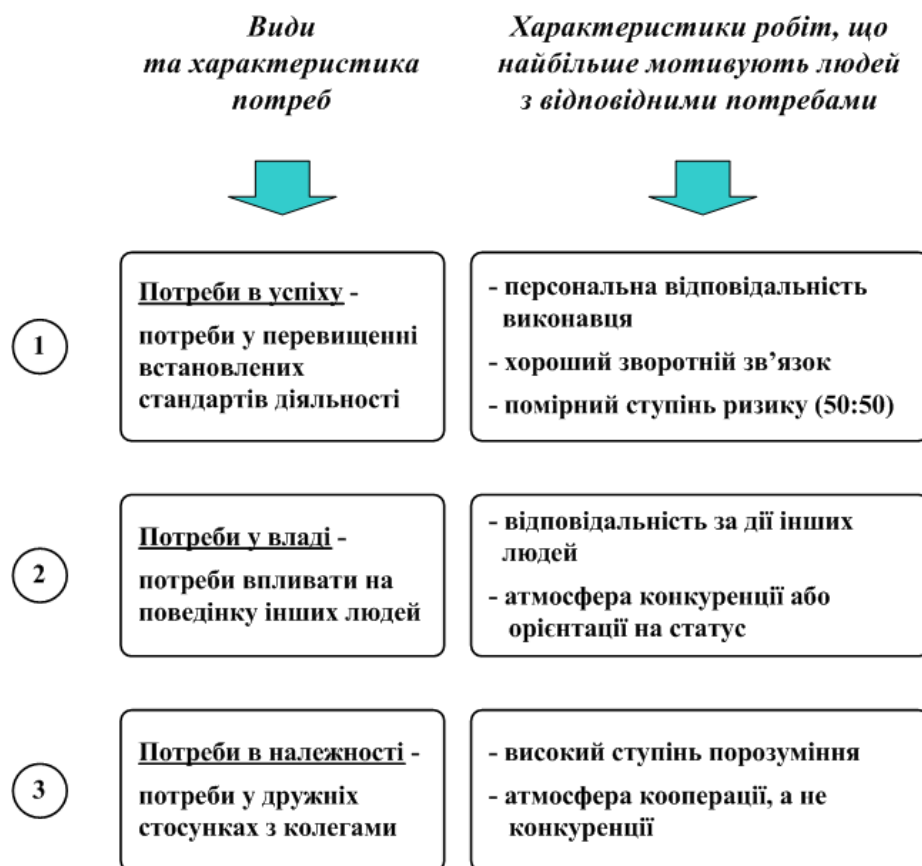 Види
та характеристика
потреб
Характеристики робіт, що
найбільше мотивують людей
з відповідними потребами
1
Потреби в успіху -
потреби у перевищенні
встановлених
стандартів діяльності
- персональна відповідальність
виконавця
- хороший зворотній зв’язок
- помірний ступінь ризику (50:50)
2
Потреби у владі -
потреби впливати на
поведінку інших людей
- відповідальність за дії інших
людей
- атмосфера конкуренції або
орієнтації на статус
3
Потреби в належності -
потреби у дружніх
стосунках з колегами
- високий ступінь порозуміння
- атмосфера кооперації, а не
конкуренції